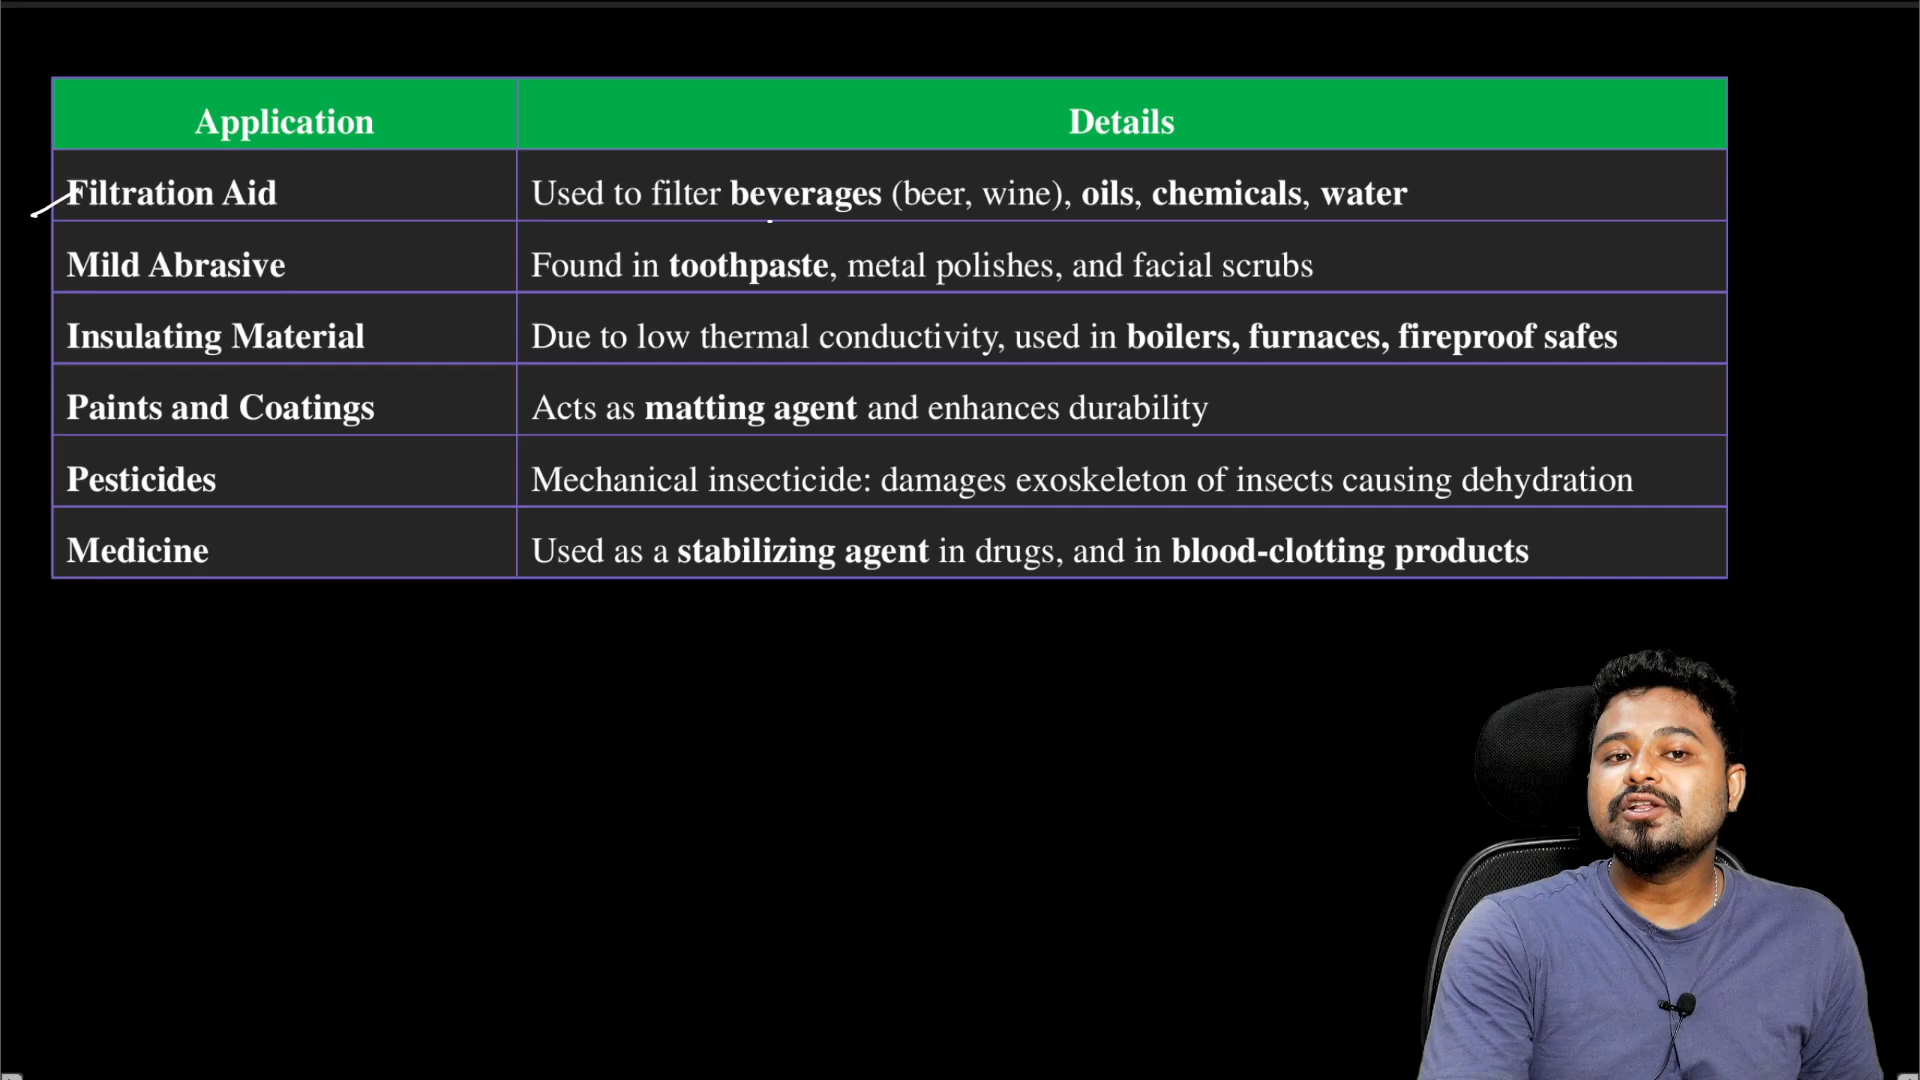 Application Details
Filtration Aid Used to filter beverages (beer, wine), oils, chemicals, water
Mild Abrasive Found in toothpaste, metal polishes, and facial scrubs
Insulating Material Due to low thermal conductivity, used in boilers, furnaces, fireproof safes
Paints and Coatings Acts as matting agent and enhances durability
Pesticides Mechanical insecticide: damages exoskeleton of insects causing dehydration
Medicine Used as a stabilizing agent in drugs, and in blood-clotting products